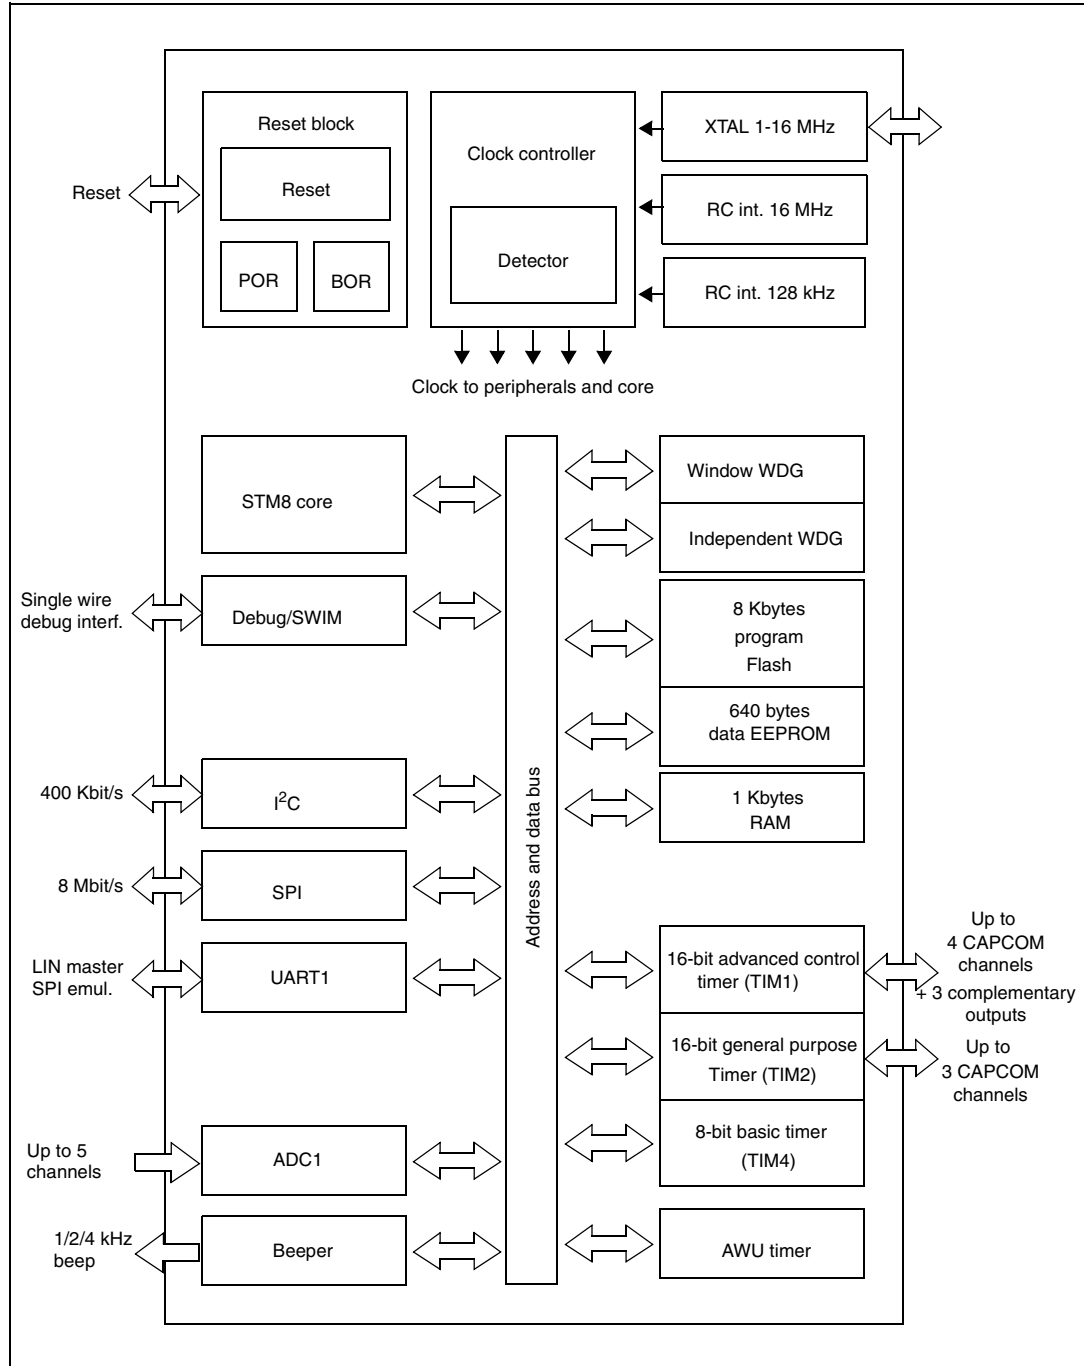 Reset block
Reset
POR
BOR
Reset
Clock controller
Detector
XTAL 1-16 MHz
RC int. 16 MHz
RC int. 128 kHz
Clock to peripherals and core
STM8 core
Single wire
debug interf.
Debug/SWIM
400 Kbit/s
I²C
8 Mbit/s
SPI
LIN master
SPI emul.
UART1
Up to 5
channels
ADC1
1/2/4 kHz
beep
Beeper
Address and data bus
Window WDG
Independent WDG
8 Kbytes
program
Flash
640 bytes
data EEPROM
1 Kbytes
RAM
16-bit advanced control
timer (TIM1)
Up to
4 CAPCOM
channels
+ 3 complementary
outputs
16-bit general purpose
Timer (TIM2)
Up to
3 CAPCOM
channels
8-bit basic timer
(TIM4)
AWU timer